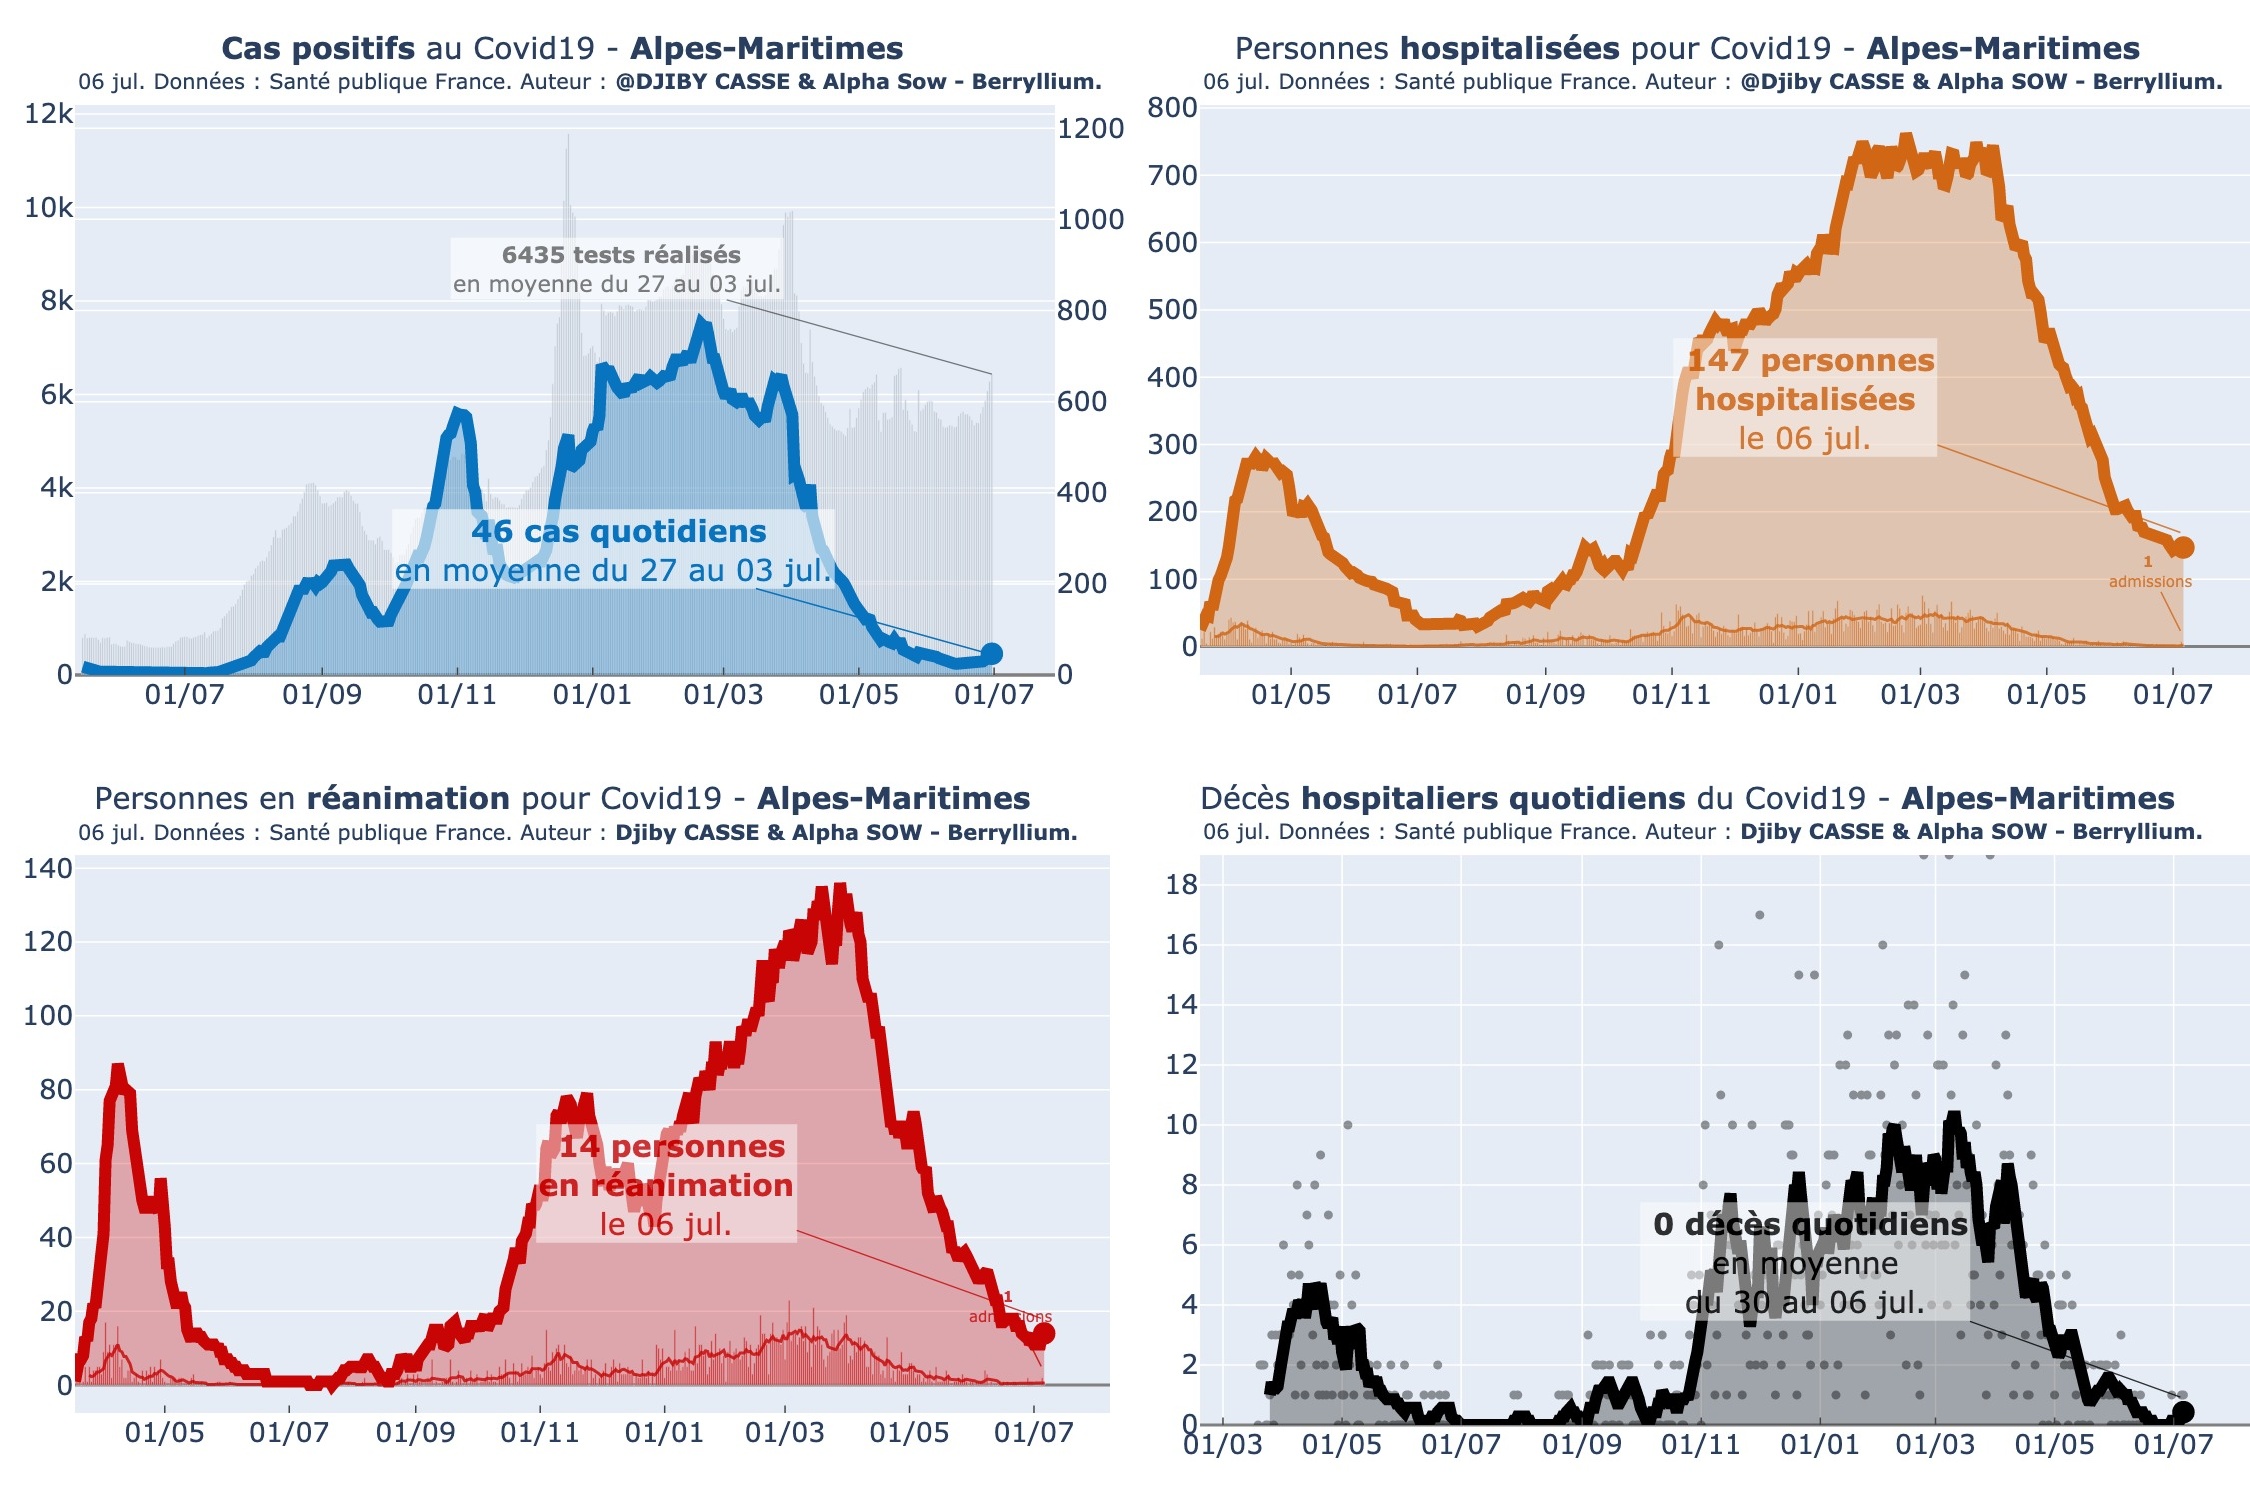 Cas positifs au Covid19 - Alpes-Maritimes
06 jul. Données : Santé publique France. Auteur : @DJIBY CASSE & Alpha Sow - Berryllium.
12k
10k
8k
6k
4k
2k
0
1200
1000
800
600
400
200
0
6435 tests réalisés
en moyenne du 27 au 03 jul.
46 cas quotidiens
en moyenne du 27 au 03 jul.
01/07 01/09 01/11 01/01 01/03 01/05 01/07
Personnes hospitalisées pour Covid19 - Alpes-Maritimes
06 jul. Données : Santé publique France. Auteur : @Djiby CASSE & Alpha SOW - Berryllium.
800
700
600
500
400
300
200
100
0
147 personnes
hospitalisées
le 06 jul.
1
admissions
01/05 01/07 01/09 01/11 01/01 01/03 01/05 01/07
Personnes en réanimation pour Covid19 - Alpes-Maritimes
06 jul. Données : Santé publique France. Auteur : Djiby CASSE & Alpha SOW - Berryllium.
140
120
100
80
60
40
20
0
14 personnes
en réanimation
le 06 jul.
1
admissions
01/05 01/07 01/09 01/11 01/01 01/03 01/05 01/07
Décès hospitaliers quotidiens du Covid19 - Alpes-Maritimes
06 jul. Données : Santé publique France. Auteur : Djiby CASSE & Alpha SOW - Berryllium.
18
16
14
12
10
8
6
4
2
0
0 décès quotidiens
en moyenne
du 30 au 06 jul.
01/03 01/05 01/07 01/09 01/11 01/01 01/03 01/05 01/07